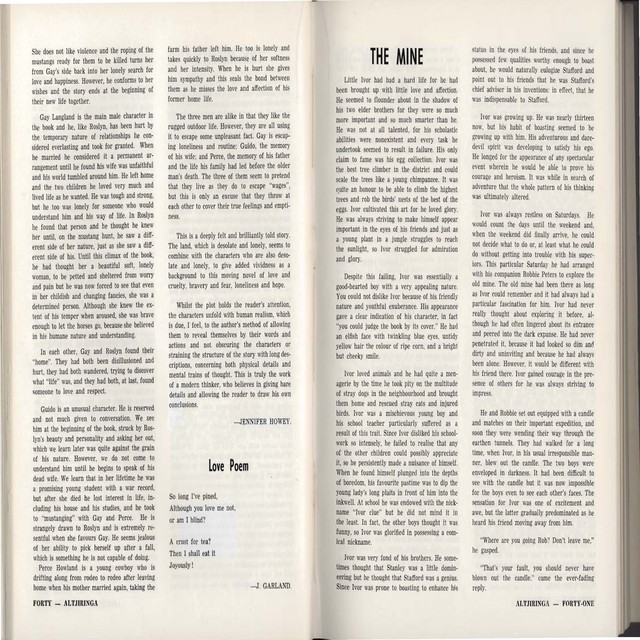 She does not like violence and the roping of the
mustangs ready for them to be killed turns her
from Gay's side back into her lonely search for
love and happiness. However, he conforms to her
wishes and the story ends at the beginning of
their new life together.
Gay Langland is the main male character in
the book and he, like Roslyn, has been hurt by
the temporary nature of relationships he con-
sidered everlasting and took for granted. When
he married he considered it a permanent ar-
rangement until he found his wife was unfaithful
and his world tumbled around him. He left home
and the two children he loved very much and
lived life as he wanted. He was tough and strong,
but he too was lonely for someone who would
understand him and his way of life. In Roslyn
he found that person and he thought he knew
her until, on the mustang hunt, he saw a diff-
erent side of her nature, just as she saw a diff-
erent side of his. Until this climax of the book,
he had thought her a beautiful soft, lonely
woman, to be petted and sheltered from worry
and pain but he was now forced to see that even
in her childish and changing fancies, she was a
determined person. Although she knew the ex-
tent of his temper when aroused, she was brave
enough to let the horses go, because she believed
in his humane nature and understanding.
In each other, Gay and Roslyn found their
"home". They had both been disillusioned and
hurt, they had both wandered, trying to discover
what "life" was, and they had both, at last, found
someone to love and respect.
Guido is an unusual character. He is reserved
and not much given to conversation. We see
him at the beginning of the book, struck by Ros-
lyn's beauty and personality and asking her out,
which we learn later was quite against the grain
of his nature. However, we do not come to
understand him until he begins to speak of his
dead wife. We learn that in her lifetime he was
a promising young student with a war record,
but after she died he lost interest in life, in-
cluding his house and his studies, and he took
to "mustanging" with Gay and Perce. He is
strangely drawn to Roslyn and is extremely re-
sentful when she favours Gay. He seems jealous
of her ability to pick herself up after a fall,
which is something he is not capable of doing.
Perce Howland is a young cowboy who is
drifting along from rodeo to rodeo after leaving
home when his mother married again, taking the
FORTY — ALTJIRINGA
farm his father left him. He too is lonely and
takes quickly to Roslyn because of her softness
and her intensity. When he is hurt she gives
him sympathy and this seals the bond between
them as he misses the love and affection of his
former home life.
The three men are alike in that they like the
rugged outdoor life. However, they are all using
it to escape some unpleasant fact. Gay is escap-
ing loneliness and routine; Guido, the memory
of his wife; and Perce, the memory of his father
and the life his family had led before the older
man's death. The three of them seem to pretend
that they live as they do to escape "wages",
but this is only an excuse that they throw at
each other to cover their true feelings and empti-
ness.
This is a deeply felt and brilliantly told story.
The land, which is desolate and lonely, seems to
combine with the characters who are also deso-
late and lonely, to give added vividness as a
background to this moving novel of love and
cruelty, bravery and fear, loneliness and hope.
Whilst the plot holds the reader's attention,
the characters unfold with human realism, which
is due, I feel, to the author's method of allowing
them to reveal themselves by their words and
actions and not obscuring the characters or
straining the structure of the story with long des-
criptions, concerning both physical details and
mental trains of thought. This is truly the work
of a modern thinker, who believes in giving bare
details and allowing the reader to draw his own
conclusions.
—JENNIFER HOWEY.
Love Poem
So long I've pined,
Although you love me not,
or am I blind?
A crust for tea?
Then I shall eat it
Joyously!
—J. GARLAND.
THE MINE
Little Ivor had had a hard life for he had
been brought up with little love and affection.
He seemed to flounder about in the shadow of
his two elder brothers for they were so much
more important and so much smarter than he.
He was not at all talented, for his scholastic
abilities were nonexistent and every task he
undertook seemed to result in failure. His only
claim to fame was his egg collection. Ivor was
the best tree climber in the district and could
scale the trees like a young chimpanzee. It was
quite an honour to be able to climb the highest
trees and rob the birds' nests of the best of the
eggs. Ivor cultivated this art for he loved glory.
He was always striving to make himself appear
important in the eyes of his friends and just as
a young plant in a jungle struggles to reach
the sunlight, so Ivor struggled for admiration
and glory.
Despite this failing, Ivor was essentially a
good-hearted boy with a very appealing nature.
You could not dislike Ivor because of his friendly
nature and youthful exuberance. His appearance
gave a clear indication of his character, in fact
"you could judge the book by its cover." He had
an elfish face with twinkling blue eyes, untidy
yellow hair the colour of ripe corn, and a bright
but cheeky smile.
Ivor loved animals and he had quite a men-
agerie by the time he took pity on the multitude
of stray dogs in the neighbourhood and brought
them home and rescued stray cats and injured
birds. Ivor was a mischievous young boy and
his school teacher particularly suffered as a
result of this trait. Since Ivor disliked his school-
work so intensely, he failed to realise that any
of the other children could possibly appreciate
it, so he persistently made a nuisance of himself.
When he found himself plunged into the depths
of boredom, his favourite pastime was to dip the
young lady's long plaits in front of him into the
inkwell. At school he was endowed with the nick-
name "Ivor clue" but he did not mind it in
the least. In fact, the other boys thought it was
funny, so Ivor was glorified in possessing a com-
ical nickname.
Ivor was very fond of his brothers. He some-
times thought that Stanley was a little domin-
eering but he thought that Stafford was a genius.
Since Ivor was prone to boasting to enhance his
status in the eyes of his friends, and since he
possessed few qualities worthy enough to boast
about, he would naturally eulogize Stafford and
point out to his friends that he was Stafford's
chief adviser in his inventions: in effect, that he
was indispensable to Stafford.
Ivor was growing up. He was nearly thirteen
now, but his habit of boasting seemed to be
growing up with him. His adventurous and dare-
devil spirit was developing to satisfy his ego.
He longed for the appearance of any spectacular
event wherein he would be able to prove his
courage and heroism. It was while in search of
adventure that the whole pattern of his thinking
was ultimately altered.
Ivor was always restless on Saturdays. He
would count the days until the weekend and,
when the weekend did finally arrive, he could
not decide what to do or, at least what he could
do without getting into trouble with his super-
iors. This particular Saturday he had arranged
with his companion Robbie Peters to explore the
old mine. The old mine had been there as long
as Ivor could remember and it had always had a
particular fascination for him. Ivor had never
really thought about exploring it before, al-
though he had often lingered about its entrance
and peered into the dark expanse. He had never
penetrated it, because it had looked so dim and
dirty and uninviting and because he had always
been alone. However, it would be different with
his friend there. Ivor gained courage in the pre-
sence of others for he was always striving to
impress.
He and Robbie set out equipped with a candle
and matches on their important expedition, and
soon they were wending their way through the
earthen tunnels. They had walked for a long
time, when Ivor, in his usual irresponsible man-
ner, blew out the candle. The two boys were
enveloped in darkness. It had been difficult to
see with the candle but it was now impossible
for the boys even to see each other's faces. The
sensation for Ivor was one of excitement and
awe, but the latter gradually predominated as he
heard his friend moving away from him.
"Where are you going Rob? Don't leave me,"
he gasped.
"That's your fault, you should never have
blown out the candle." came the ever-fading
reply.
ALTJIRINGA — FORTY-ONE